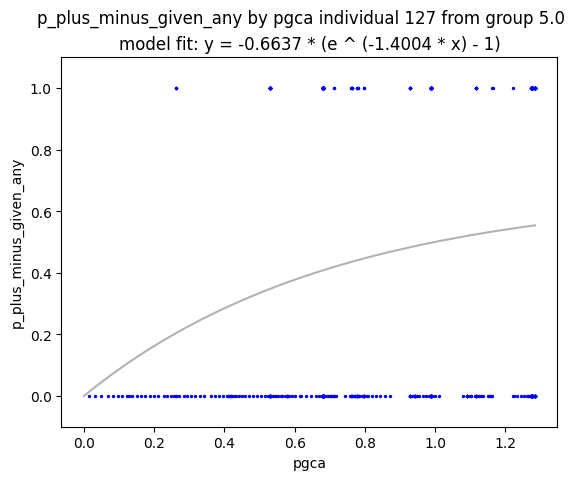 p_plus_minus_given_any by pgca individual 127 from group 5.0
model fit: y = -0.6637 * (e ^ (-1.4004 * x) - 1)
1.0
0.8
0.6
0.4
0.2
0.0
p_plus_minus_given_any
0.0 0.2 0.4 0.6 0.8 1.0 1.2
pgca